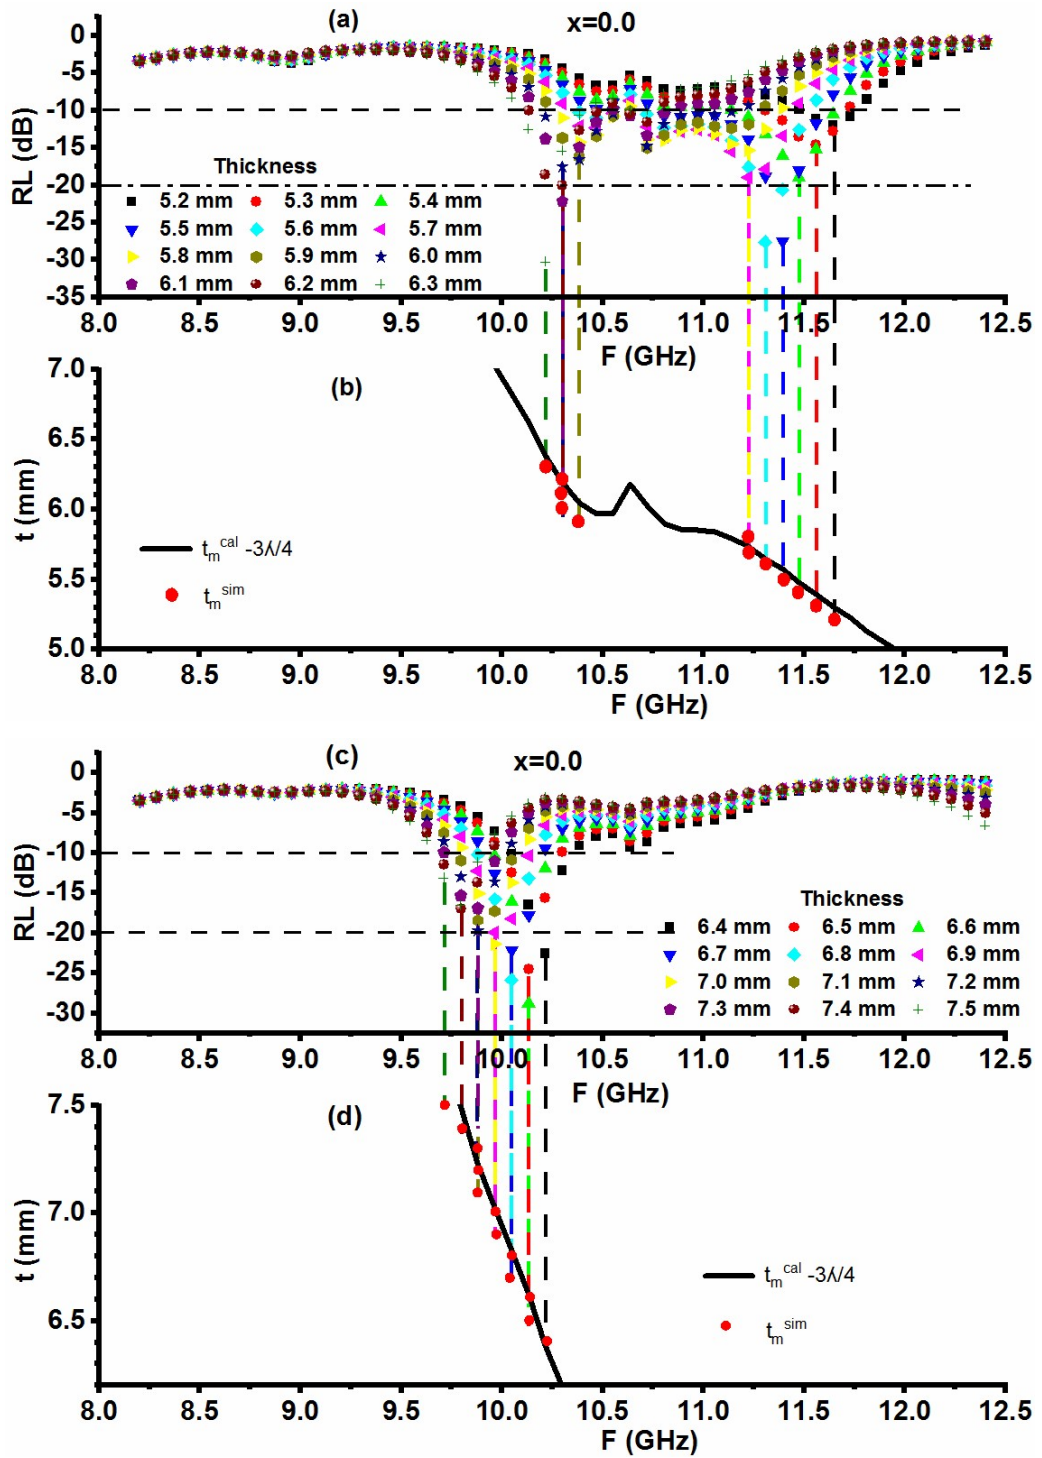 (a) x=0.0
0
-5
-10
-15
-20
-25
-30
-35
RL (dB)
Thickness
5.2 mm 5.3 mm 5.4 mm
5.5 mm 5.6 mm 5.7 mm
5.8 mm 5.9 mm 6.0 mm
6.1 mm 6.2 mm 6.3 mm
8.0 8.5 9.0 9.5 10.0 10.5 11.0 11.5 12.0 12.5
F (GHz)
(b)
7.0
6.5
6.0
5.5
5.0
t (mm)
t_m^cal -3λ/4
t_m^sim
8.0 8.5 9.0 9.5 10.0 10.5 11.0 11.5 12.0 12.5
F (GHz)
(c) x=0.0
0
-5
-10
-15
-20
-25
-30
RL (dB)
Thickness
6.4 mm 6.5 mm 6.6 mm
6.7 mm 6.8 mm 6.9 mm
7.0 mm 7.1 mm 7.2 mm
7.3 mm 7.4 mm 7.5 mm
8.0 8.5 9.0 9.5 10.0 10.5 11.0 11.5 12.0 12.5
F (GHz)
(d)
7.5
7.0
6.5
t (mm)
t_m^cal -3λ/4
t_m^sim
8.0 8.5 9.0 9.5 10.0 10.5 11.0 11.5 12.0 12.5
F (GHz)